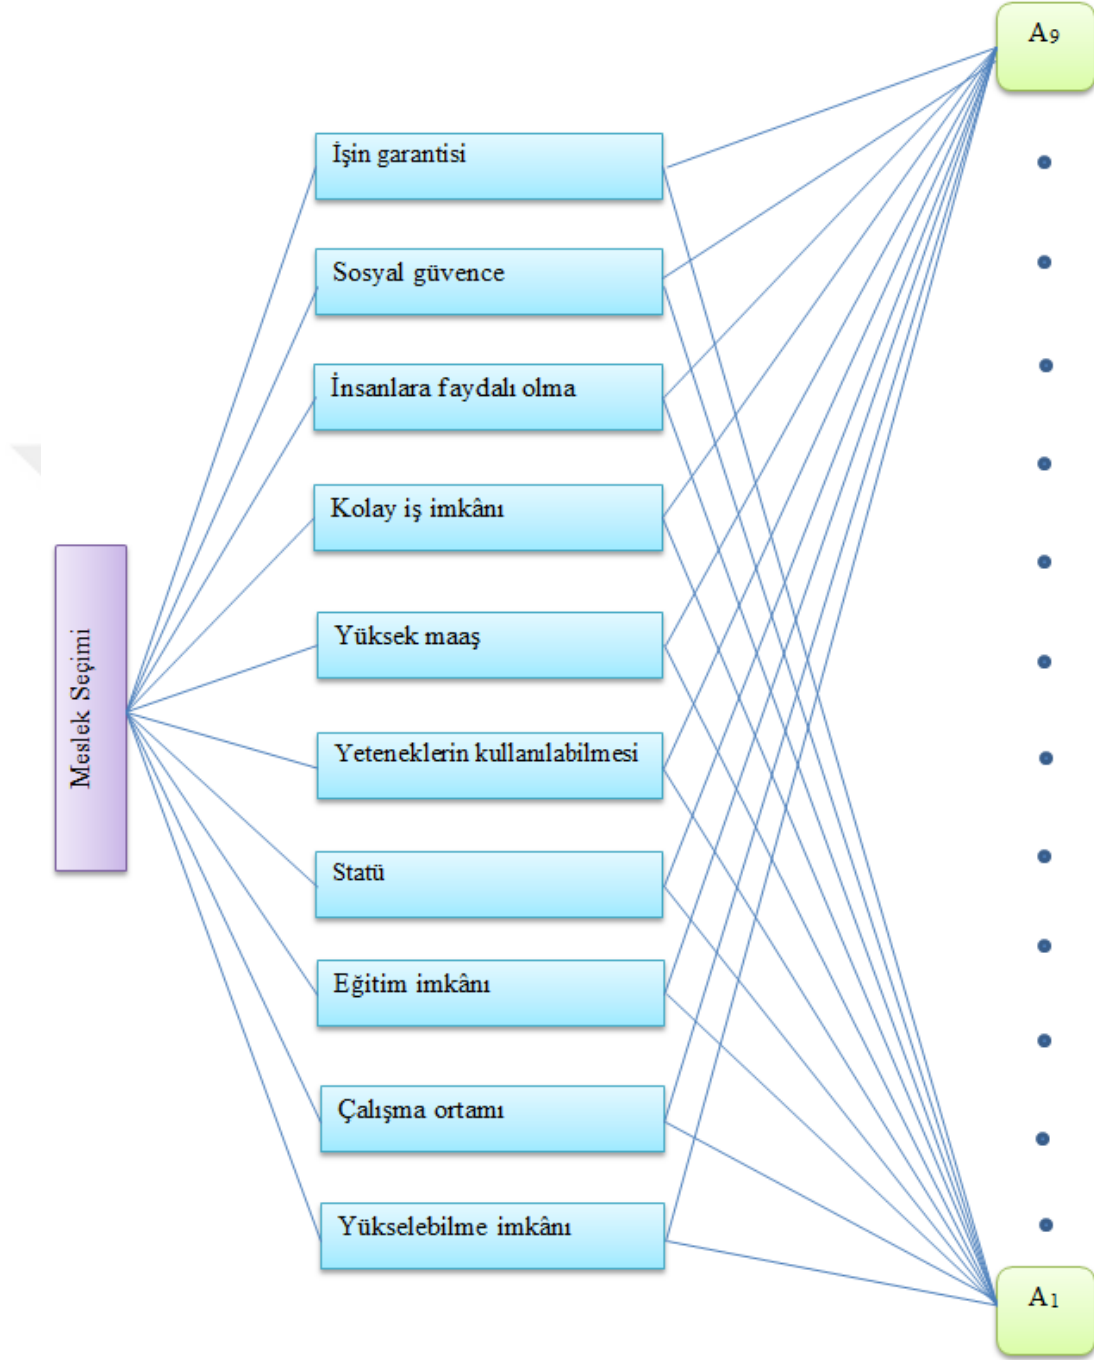 A₉
İşin garantisi
Sosyal güvence
İnsanlara faydalı olma
Kolay iş imkânı
Yüksek maaş
Meslek Seçimi
Yeteneklerin kullanılabilmesi
Statü
Eğitim imkânı
Çalışma ortamı
Yükselebilme imkânı
A₁